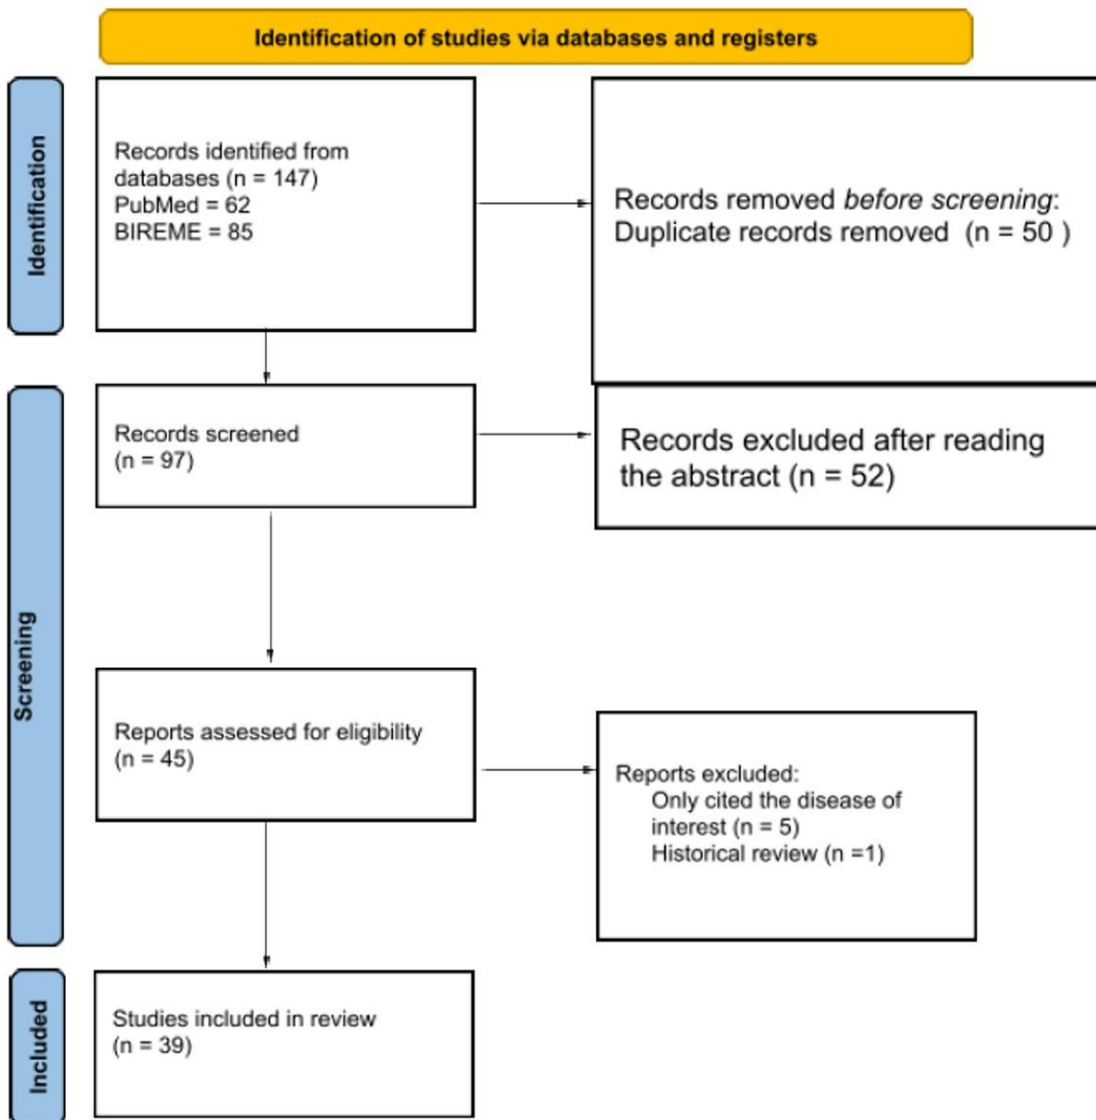 Identification of studies via databases and registers
Identification
Records identified from
databases (n = 147)
PubMed = 62
BIREME = 85
Records removed before screening:
Duplicate records removed (n = 50 )
Screening
Records screened
(n = 97)
Records excluded after reading
the abstract (n = 52)
Reports assessed for eligibility
(n = 45)
Reports excluded:
Only cited the disease of
interest (n = 5)
Historical review (n =1)
Included
Studies included in review
(n = 39)